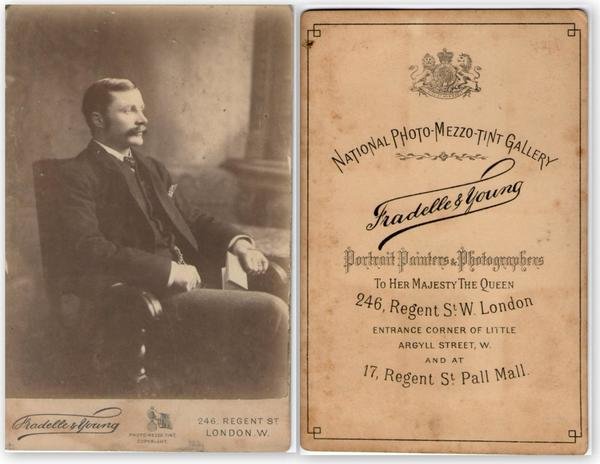 Fradelle & Young
PHOTO-MEZZO-TINT.
COPYRIGHT.
246. REGENT ST
LONDON. W.
NATIONAL PHOTO-MEZZO-TINT GALLERY
Fradelle & Young
Portrait Painters & Photographers
TO HER MAJESTY THE QUEEN
246, Regent St. W. London
ENTRANCE CORNER OF LITTLE
ARGYLL STREET, W.
AND AT
17, Regent St. Pall Mall.